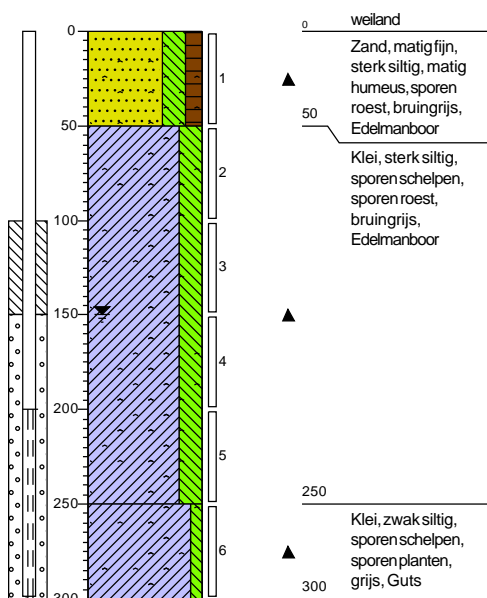 0
50
100
150
200
250
300
1
2
3
4
5
6
0
weiland
Zand, matig fijn,
sterk siltig, matig
humeus, sporen
roest, bruingrijs,
Edelmanboor
50
Klei, sterk siltig,
sporen schelpen,
sporen roest,
bruingrijs,
Edelmanboor
250
Klei, zwak siltig,
sporen schelpen,
sporen planten,
grijs, Guts
300